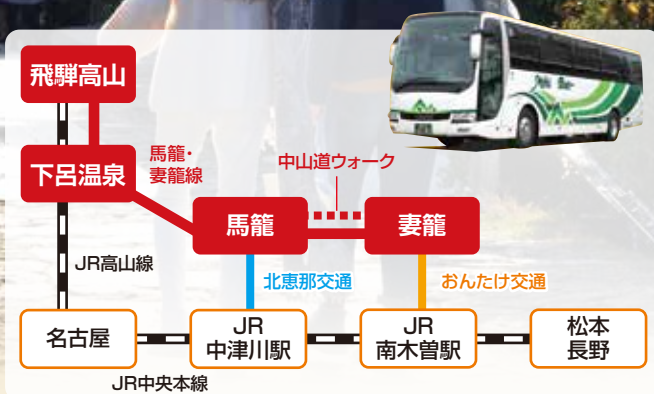 飛騨高山
下呂温泉
馬籠・
妻籠線
中山道ウォーク
馬籠
妻籠
JR高山線
北恵那交通
おんたけ交通
名古屋
JR
中津川駅
JR
南木曽駅
松本
長野
JR中央本線